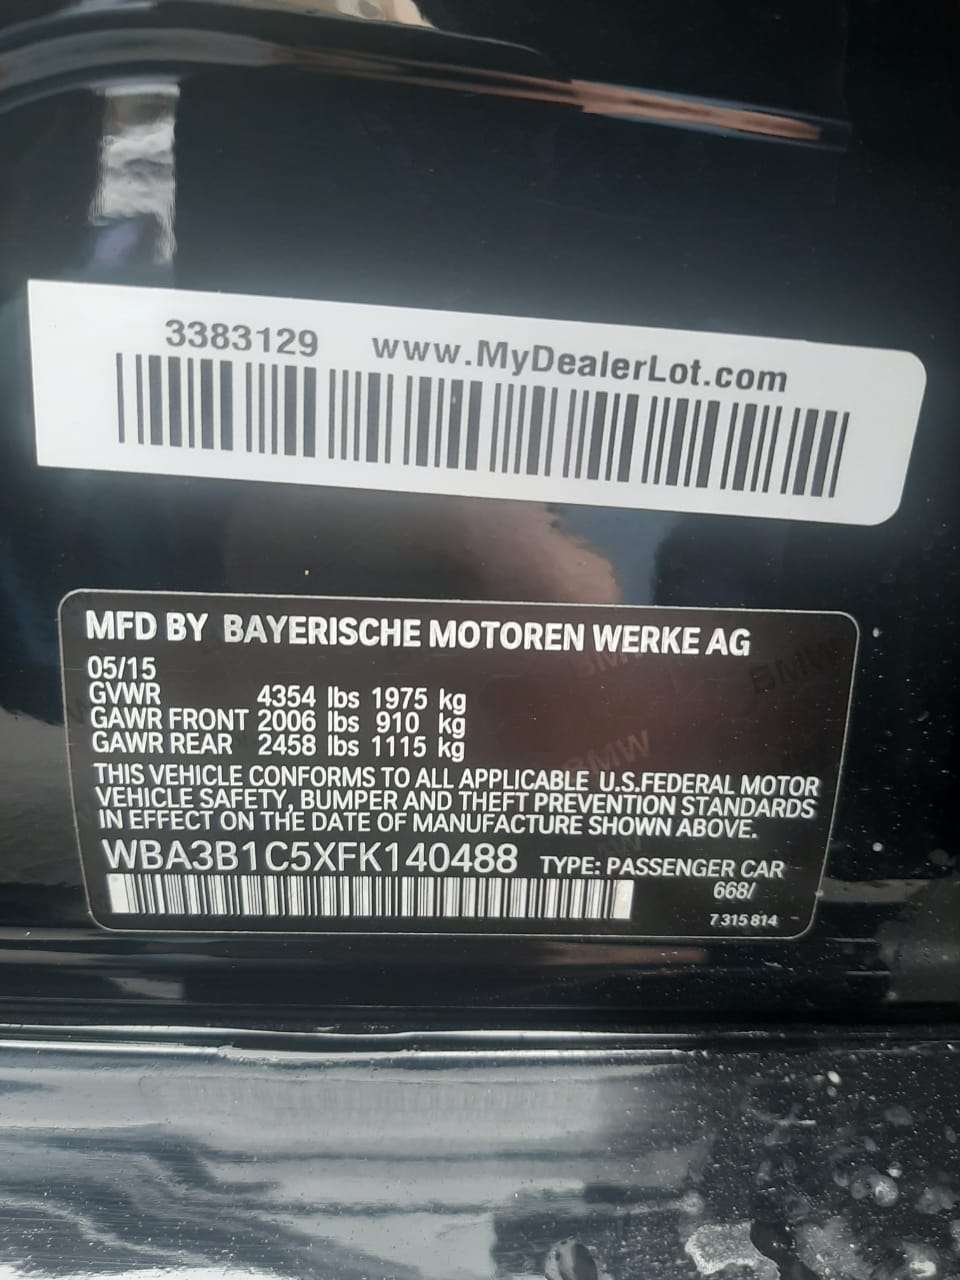 3383129 www.MyDealerLot.com
MFD BY BAYERISCHE MOTOREN WERKE AG
05/15
GVWR 4354 lbs 1975 kg
GAWR FRONT 2006 lbs 910 kg
GAWR REAR 2458 lbs 1115 kg
THIS VEHICLE CONFORMS TO ALL APPLICABLE U.S.FEDERAL MOTOR
VEHICLE SAFETY, BUMPER AND THEFT PREVENTION STANDARDS
IN EFFECT ON THE DATE OF MANUFACTURE SHOWN ABOVE.
WBA3B1C5XFK140488 TYPE: PASSENGER CAR
668/
7 315 814